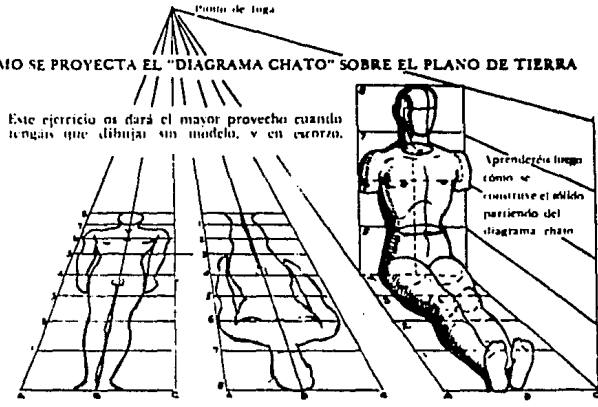 Punto de fuga
MO SE PROYECTA EL "DIAGRAMA CHATO" SOBRE EL PLANO DE TIERRA
Este ejercicio os dará el mayor provecho cuando
tengáis que dibujar sin modelo, y en escorzo.
Aprenderéis luego
cómo se
construye el sólido
partiendo del
diagrama chato
A B C A B C A B C